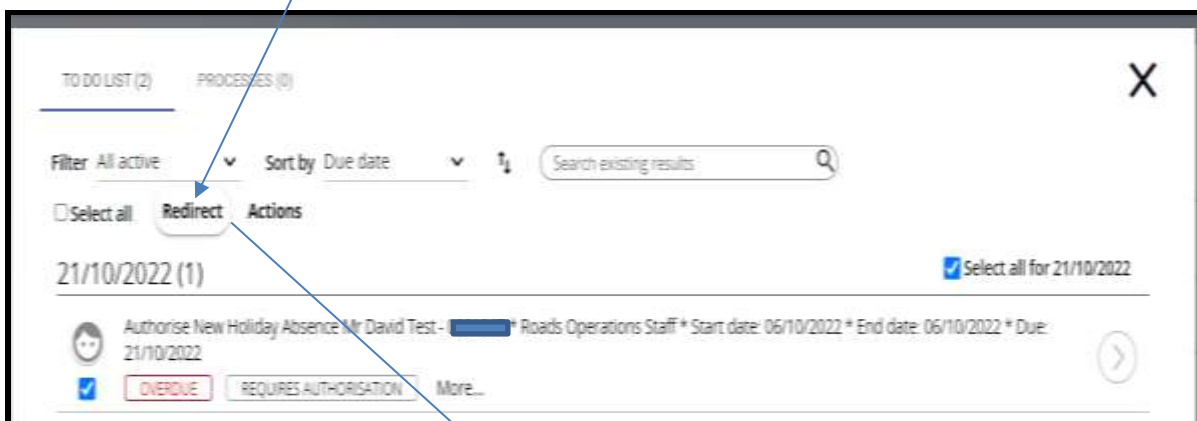 TO DO LIST (2) PROCESSES (0) X
Filter All active Sort by Due date Search existing results
Select all Redirect Actions
21/10/2022 (1) Select all for 21/10/2022
Authorise New Holiday Absence Mr David Test - * Roads Operations Staff * Start date: 06/10/2022 * End date: 06/10/2022 * Due:
21/10/2022
OVERDUE REQUIRES AUTHORISATION More...